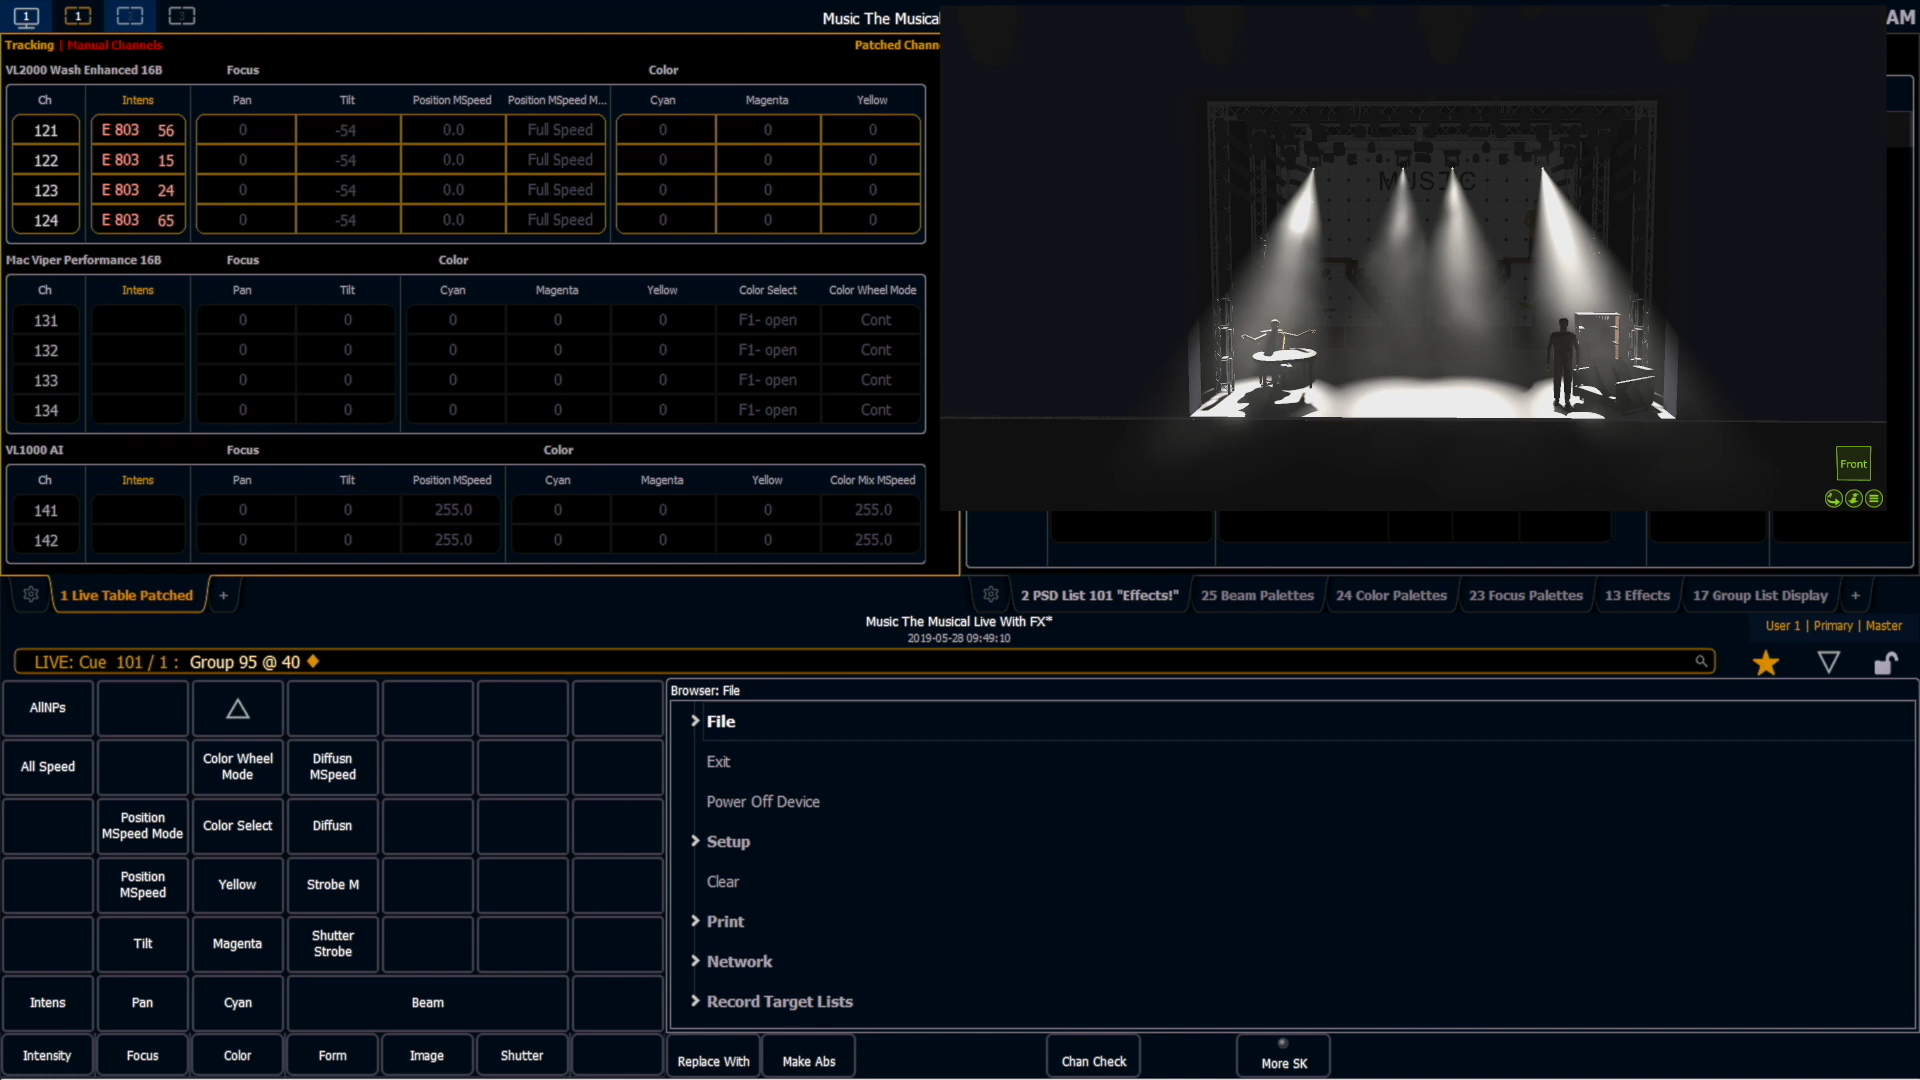 1
1
2
3
Music The Musical
AM
Tracking | Manual Channels
Patched Chann
VL2000 Wash Enhanced 16B Focus Color
Ch Intens Pan Tilt Position MSpeed Position MSpeed M... Cyan Magenta Yellow
121 E 803 56 0 -54 0.0 Full Speed 0 0 0
122 E 803 15 0 -54 0.0 Full Speed 0 0 0
123 E 803 24 0 -54 0.0 Full Speed 0 0 0
124 E 803 65 0 -54 0.0 Full Speed 0 0 0
Mac Viper Performance 16B Focus Color
Ch Intens Pan Tilt Cyan Magenta Yellow Color Select Color Wheel Mode
131 0 0 0 0 0 F1- open Cont
132 0 0 0 0 0 F1- open Cont
133 0 0 0 0 0 F1- open Cont
134 0 0 0 0 0 F1- open Cont
VL1000 AI Focus Color
Ch Intens Pan Tilt Position MSpeed Cyan Magenta Yellow Color Mix MSpeed
141 0 0 255.0 0 0 0 255.0
142 0 0 255.0 0 0 0 255.0
MUSIC
Front
1 Live Table Patched +
2 PSD List 101 "Effects!" 25 Beam Palettes 24 Color Palettes 23 Focus Palettes 13 Effects 17 Group List Display +
Music The Musical Live With FX*
2019-05-28 09:49:10
User 1 | Primary | Master
LIVE: Cue 101 / 1 : Group 95 @ 40
AllNPs
All Speed
Color Wheel Mode
Diffusn MSpeed
Position MSpeed Mode
Color Select
Diffusn
Position MSpeed
Yellow
Strobe M
Tilt
Magenta
Shutter Strobe
Intens
Pan
Cyan
Beam
Intensity
Focus
Color
Form
Image
Shutter
Browser: File
File
Exit
Power Off Device
Setup
Clear
Print
Network
Record Target Lists
Replace With
Make Abs
Chan Check
More SK